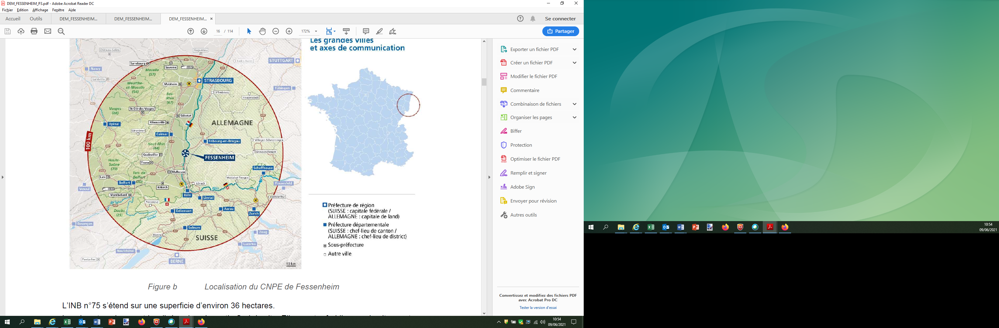 DEM_FESSENHEIM_P3.pdf - Adobe Acrobat Reader DC
Fichier Edition Affichage Fenêtre Aide
Accueil Outils DEM_FESSENHEIM... DEM_FESSENHEIM... DEM_FESSENHEIM... × Se connecter
16 / 114 172% Partager
Les grandes villes
et axes de communication
Château-Salins
Haguenau
Baden-Baden
STUTTGART
Sarrebourg
Saverne
LGV
Nancy
Moselle
(57)
Lunéville
Molsheim
STRASBOURG
Meurthe-
et-Moselle
(54)
Tübingen
Bas-
Rhin
(67)
Rhin
Offenbourg
Freudenstadt
Vosges
(88)
St-Dié-des-Vosges
Sélestat
Epinal
Ribeauvillé
ALLEMAGNE
Gérardmer
Colmar
100 km
Fribourg-en-Brisgau
Villingen-Schwenningen
Haut-Rhin
(68)
Donaueschingen
Guebwiller
FESSENHEIM
Haute-
Saône
(70)
Thann
Schaffhouse
Mulhouse
Terr. de
Belfort
(90)
Lure
Waldshut-Tiengen
Belfort
Lörrach
Frauenfeld
Vesoul
Altkirch
LGV
Rhin
Montbéliard
Bâle
Liestal
Winterthur
Porrentruy
Doubs
(25)
Délemont
Aarau
Zurich
Doubs
Besançon
Soleure
Bienne
SUISSE
Zoug
Lucerne
Neufchâtel
Pontarlier
BERNE
10 km
Préfecture de région
(SUISSE : capitale fédérale /
ALLEMAGNE : capitale de land)
Préfecture départementale
(SUISSE : chef-lieu de canton /
ALLEMAGNE : chef-lieu de district)
Sous-préfecture
Autre ville
Figure b Localisation du CNPE de Fessenheim
L'INB n°75 s'étend sur une superficie d'environ 36 hectares.
Exporter un fichier PDF
Créer un fichier PDF
Modifier le fichier PDF
Commentaire
Combinaison de fichiers
Organiser les pages
Biffer
Protection
Optimiser le fichier PDF
Remplir et signer
Adobe Sign
Envoyer pour révision
Autres outils
Convertissez et modifiez des fichiers PDF
avec Acrobat Pro DC
Tester la version d'essai
10:54
09/06/2021
10:54
09/06/2021